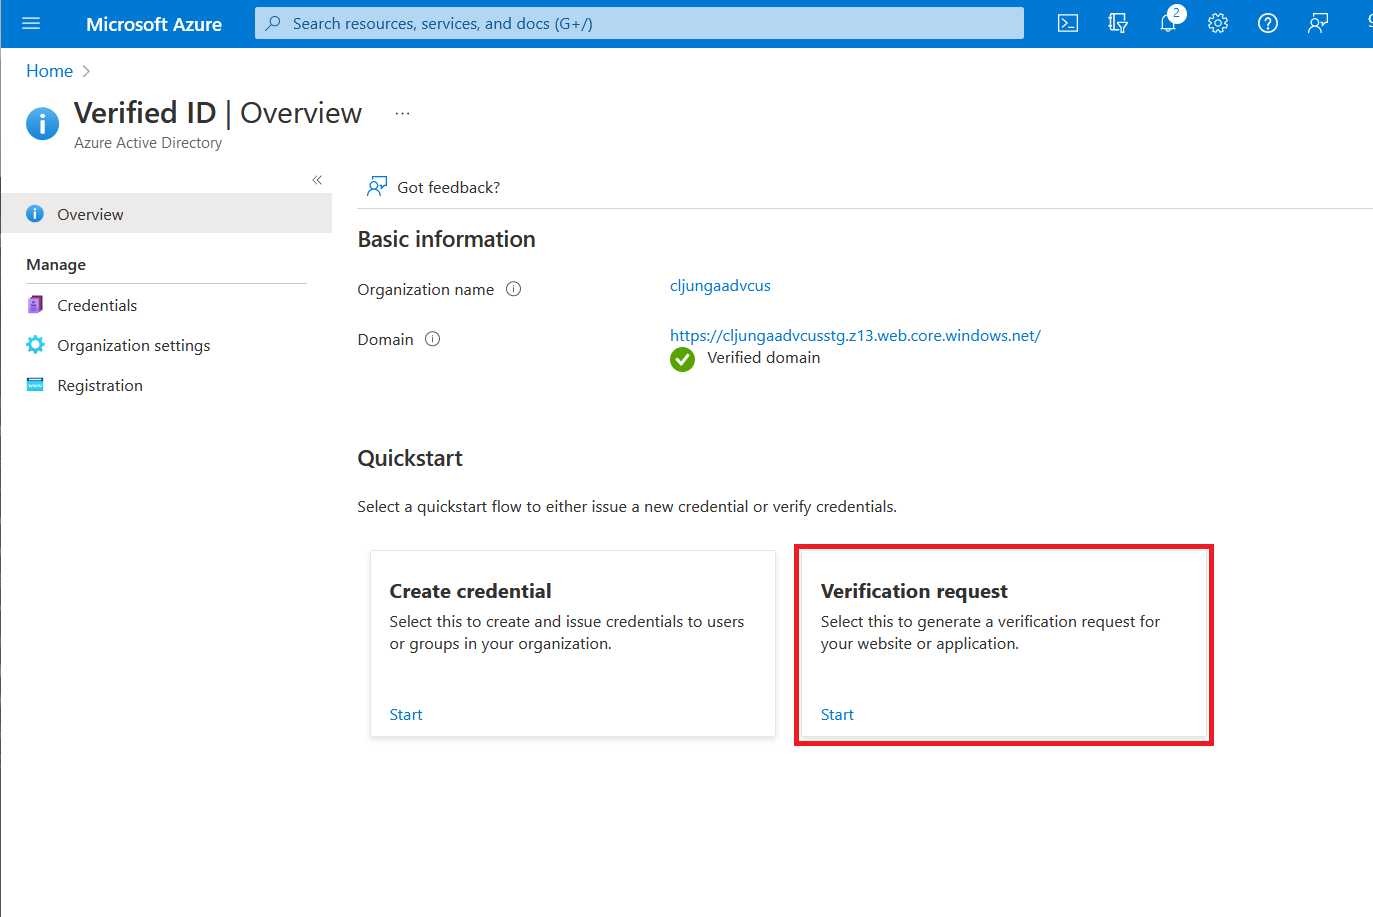 Microsoft Azure
Search resources, services, and docs (G+/)
2
Home
Verified ID | Overview
...
Azure Active Directory
Overview
Manage
Credentials
Organization settings
Registration
Got feedback?
Basic information
Organization name
cljungaadvcus
Domain
https://cljungaadvcusstg.z13.web.core.windows.net/
Verified domain
Quickstart
Select a quickstart flow to either issue a new credential or verify credentials.
Create credential
Select this to create and issue credentials to users
or groups in your organization.
Start
Verification request
Select this to generate a verification request for
your website or application.
Start